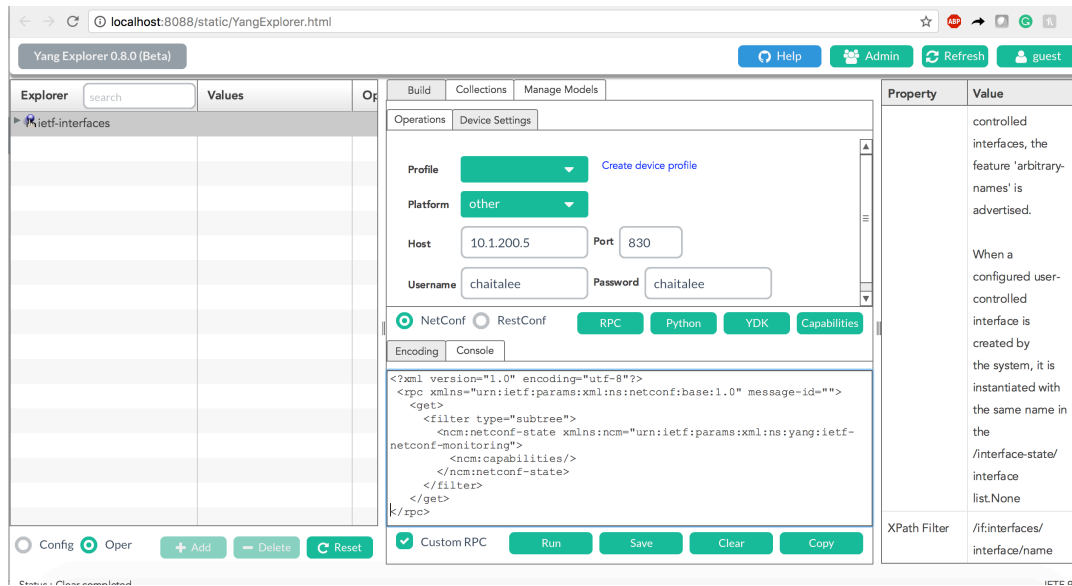 localhost:8088/static/YangExplorer.html
ABP
Yang Explorer 0.8.0 (Beta)
Help
Admin
Refresh
guest
Explorer
search
Values
ietf-interfaces
Config
Oper
Add
Delete
Reset
Build
Collections
Manage Models
Operations
Device Settings
Profile
Create device profile
Platform
other
Host
10.1.200.5
Port
830
Username
chaitalee
Password
chaitalee
NetConf
RestConf
RPC
Python
YDK
Capabilities
Encoding
Console
<?xml version="1.0" encoding="utf-8"?>
<rpc xmlns="urn:ietf:params:xml:ns:netconf:base:1.0" message-id="">
<get>
<filter type="subtree">
<ncm:netconf-state xmlns:ncm="urn:ietf:params:xml:ns:yang:ietf-
netconf-monitoring">
<ncm:capabilities/>
</ncm:netconf-state>
</filter>
</get>
</rpc>
Custom RPC
Run
Save
Clear
Copy
Property
Value
controlled
interfaces, the
feature 'arbitrary-
names' is
advertised.
When a
configured user-
controlled
interface is
created by
the system, it is
instantiated with
the same name in
the
/interface-state/
interface
list.None
XPath Filter
/if:interfaces/
interface/name
Status : Clear completed